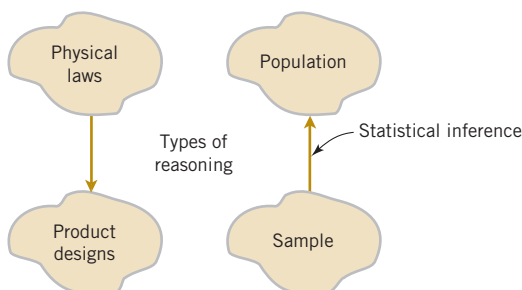 Physical
laws
Population
Types of
reasoning
Statistical inference
Product
designs
Sample